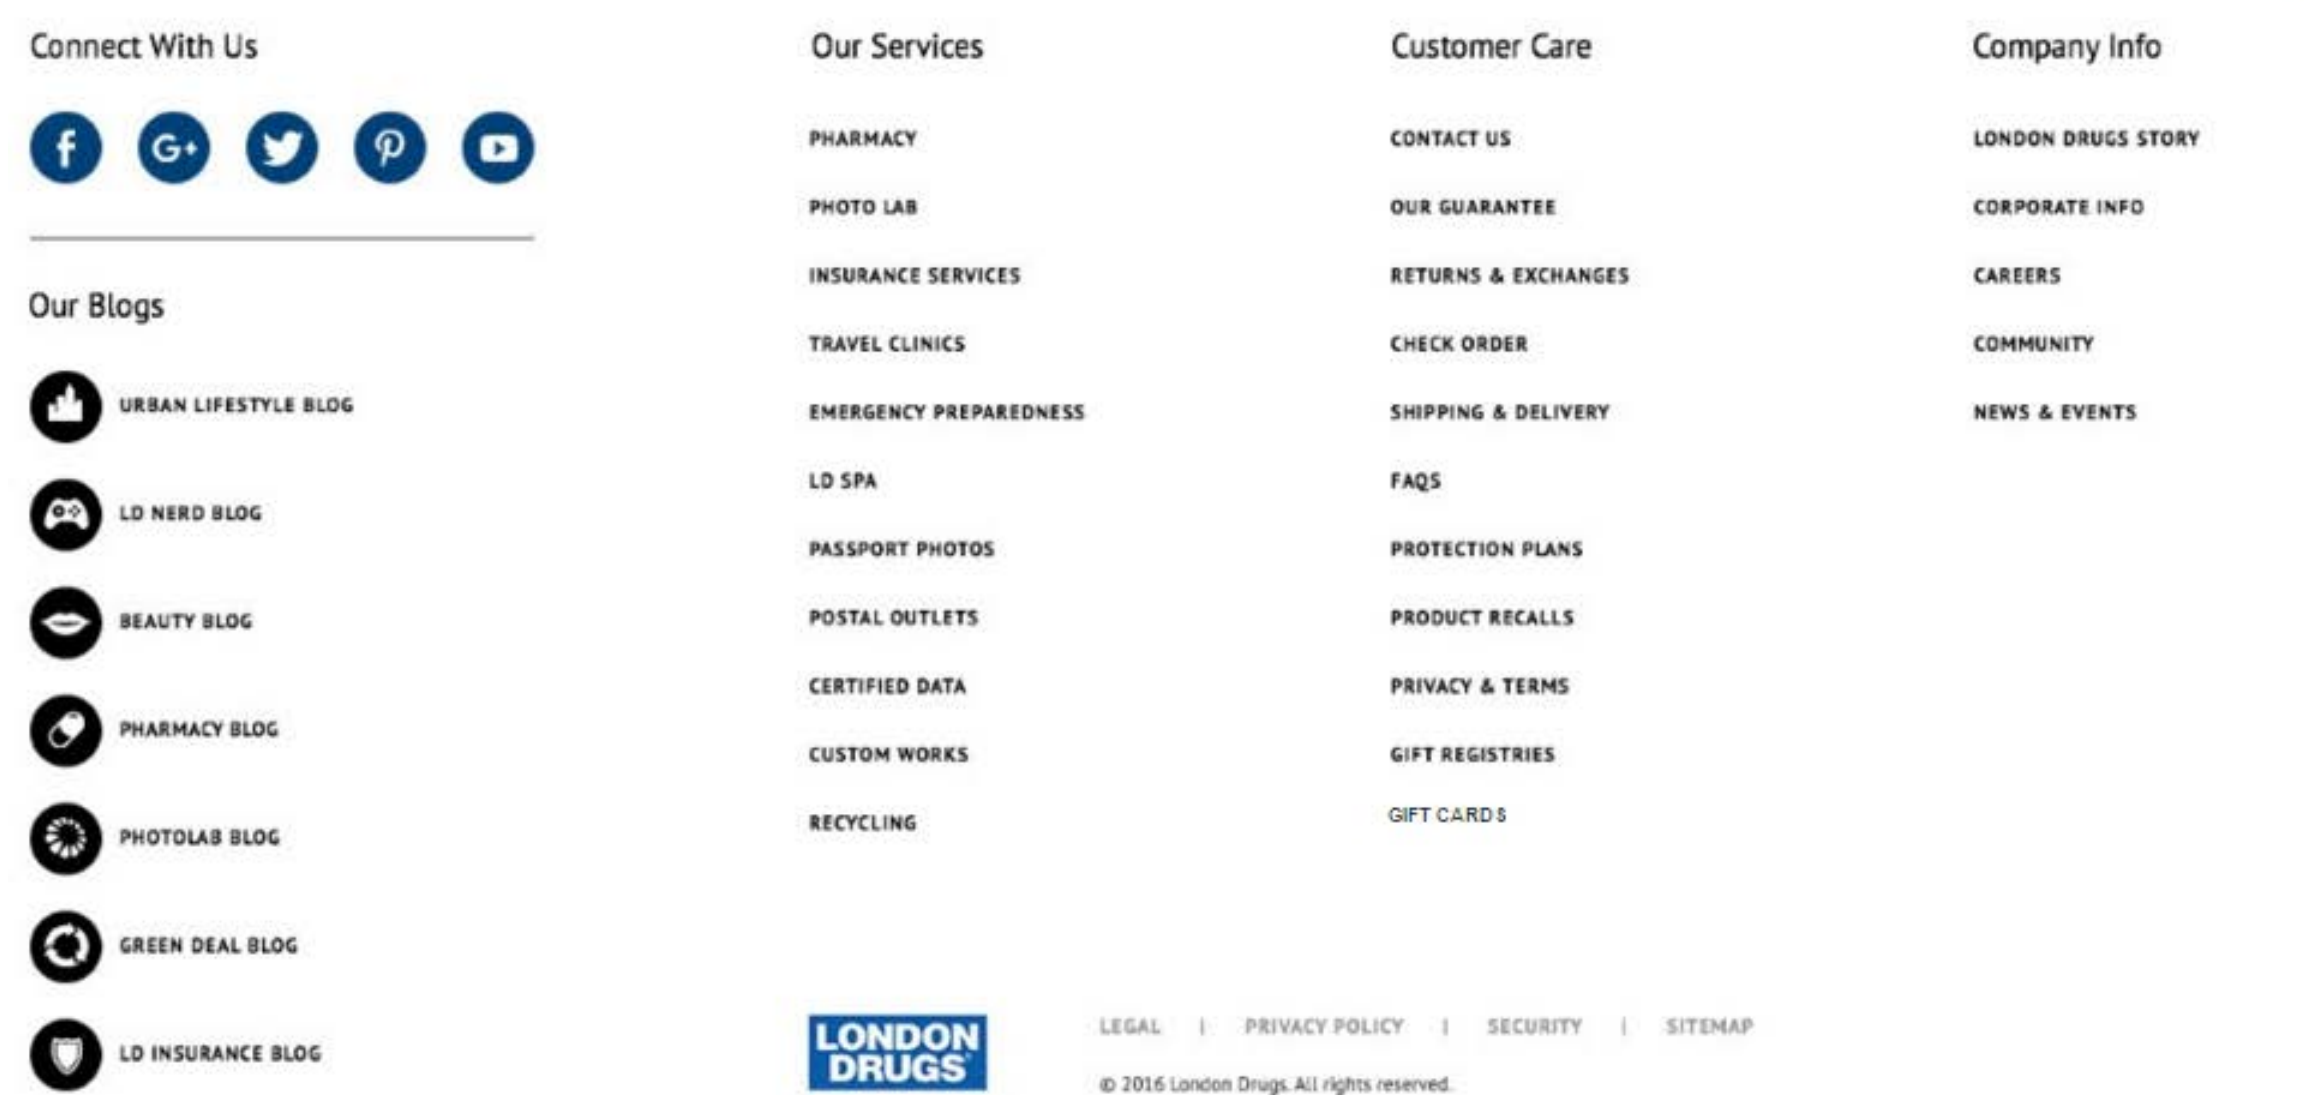 Connect With Us
Our Blogs
URBAN LIFESTYLE BLOG
LD NERD BLOG
BEAUTY BLOG
PHARMACY BLOG
PHOTOLAB BLOG
GREEN DEAL BLOG
LD INSURANCE BLOG
Our Services
PHARMACY
PHOTO LAB
INSURANCE SERVICES
TRAVEL CLINICS
EMERGENCY PREPAREDNESS
LD SPA
PASSPORT PHOTOS
POSTAL OUTLETS
CERTIFIED DATA
CUSTOM WORKS
RECYCLING
Customer Care
CONTACT US
OUR GUARANTEE
RETURNS & EXCHANGES
CHECK ORDER
SHIPPING & DELIVERY
FAQS
PROTECTION PLANS
PRODUCT RECALLS
PRIVACY & TERMS
GIFT REGISTRIES
GIFT CARDS
Company Info
LONDON DRUGS STORY
CORPORATE INFO
CAREERS
COMMUNITY
NEWS & EVENTS
LONDON
DRUGS
LEGAL | PRIVACY POLICY | SECURITY | SITEMAP
© 2016 London Drugs. All rights reserved.